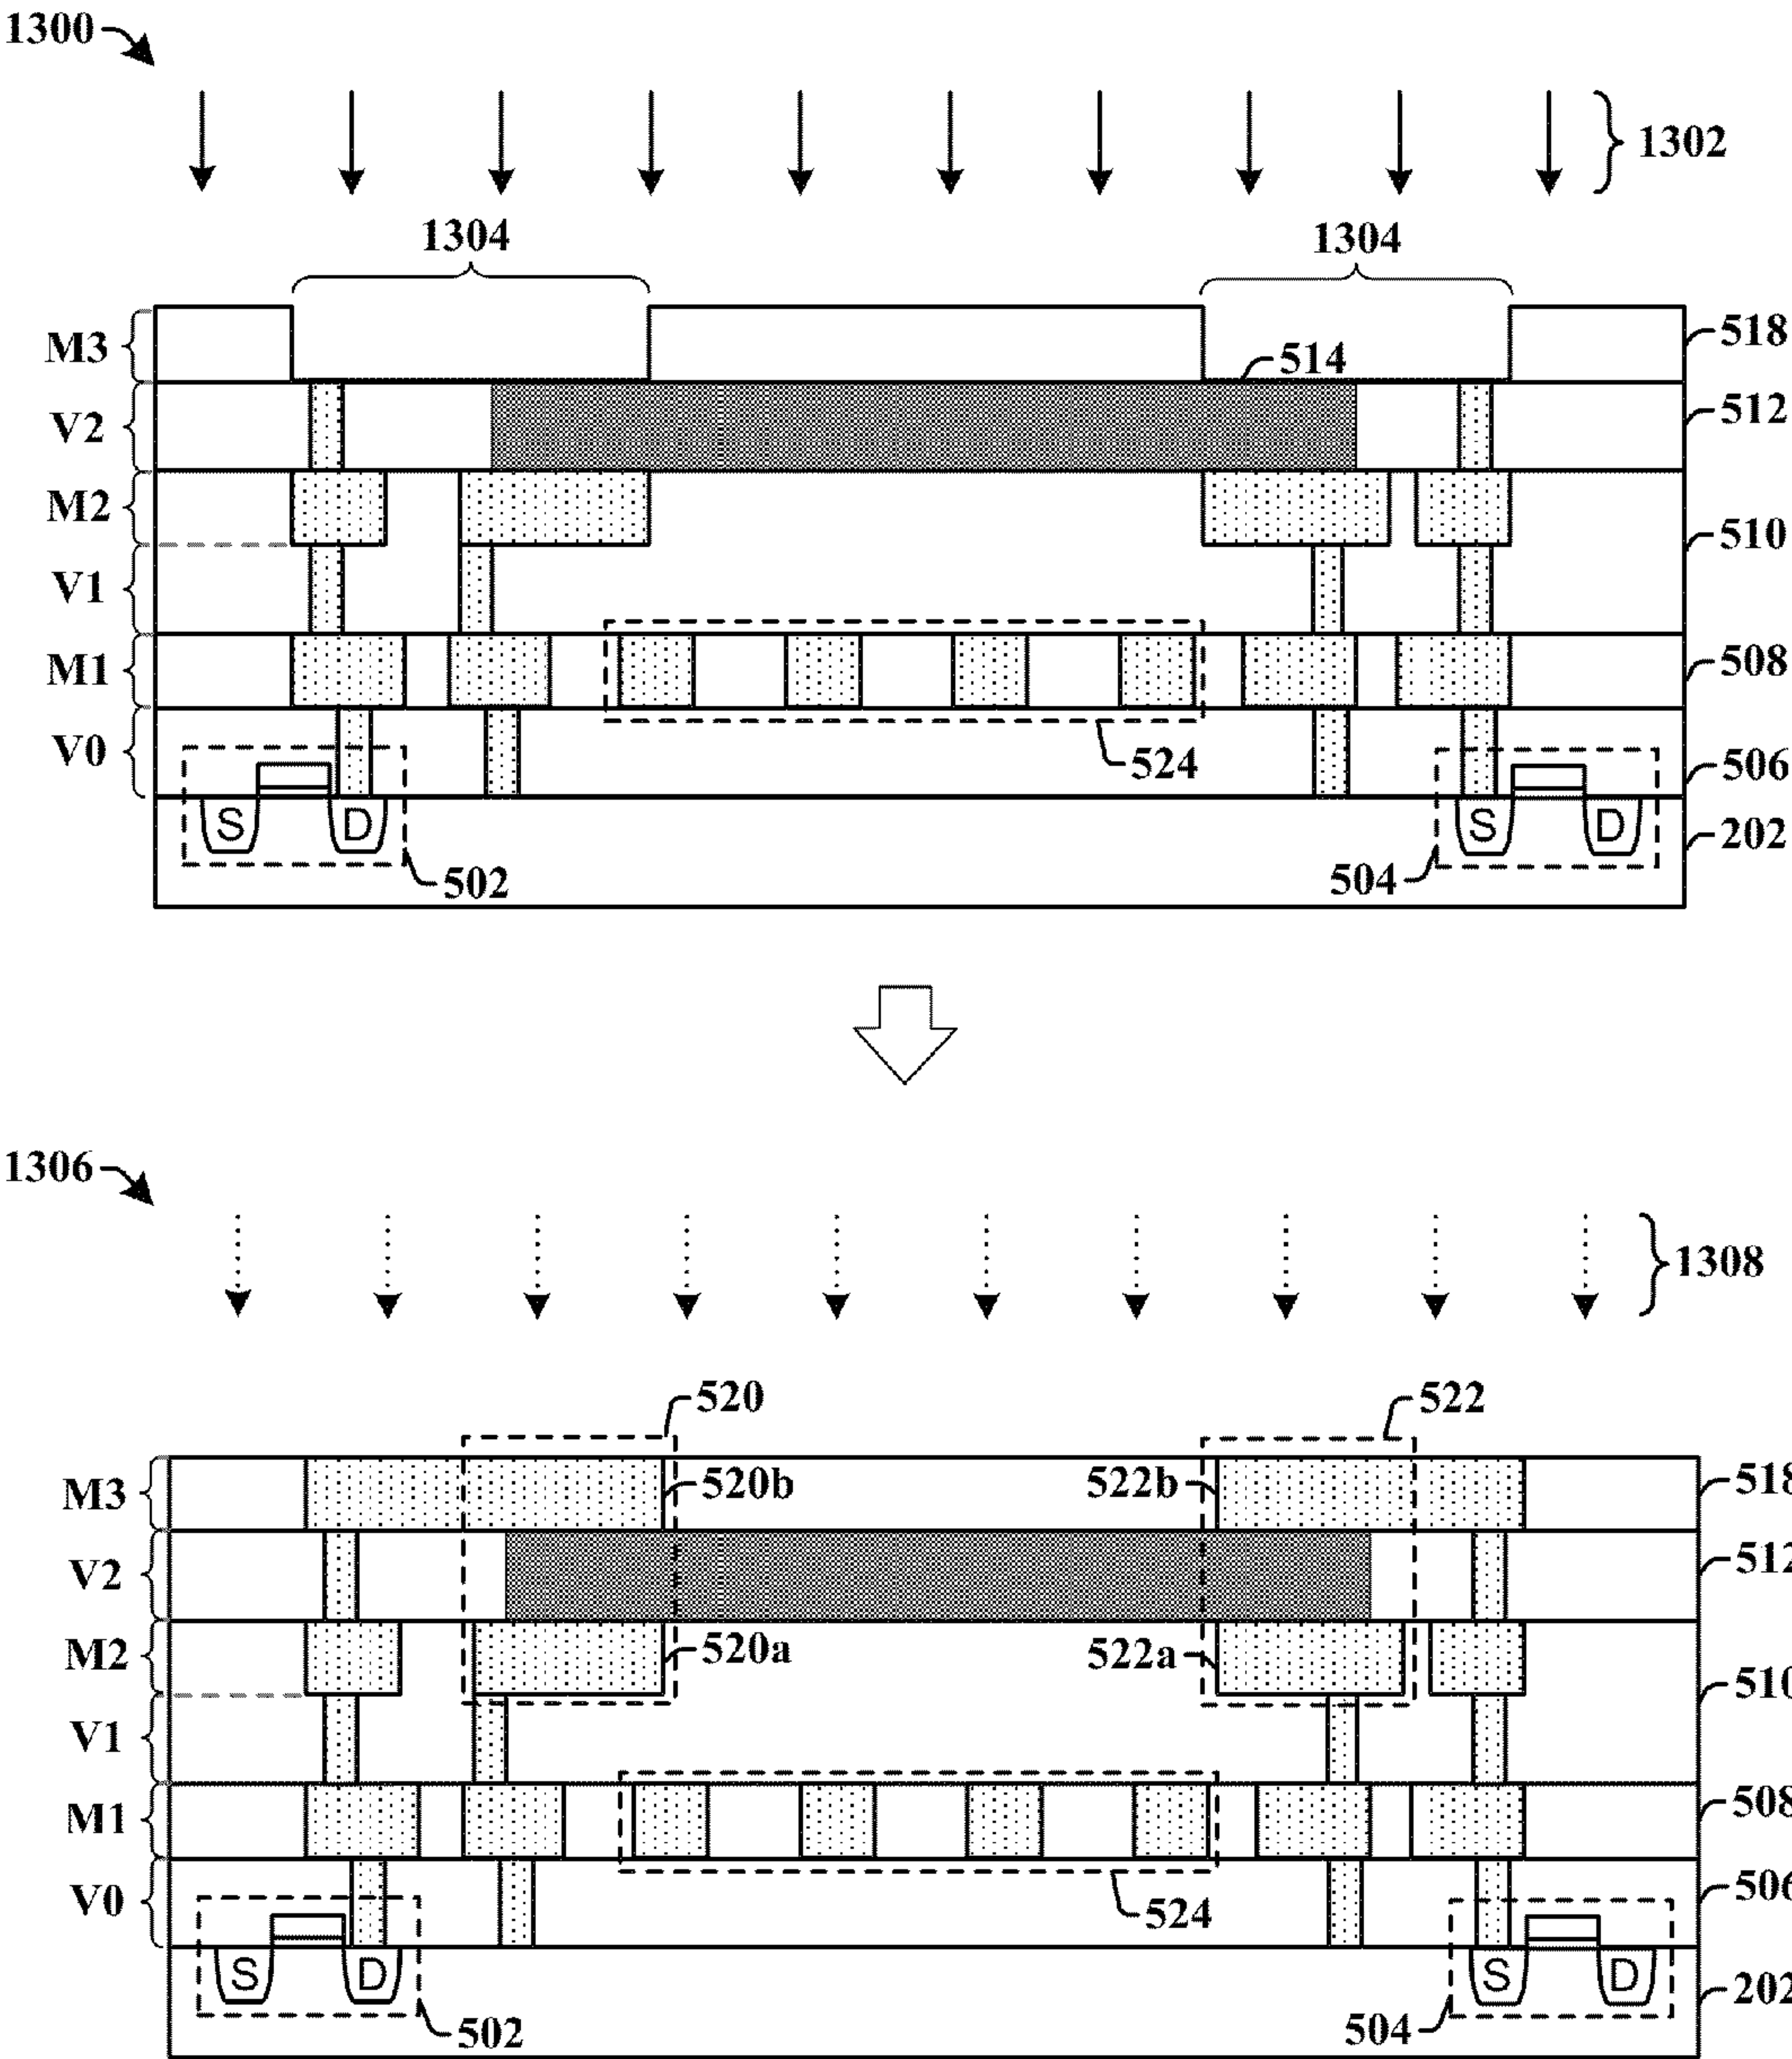 1300
1302
1304 1304
M3 518
514
V2 512
M2
510
V1
M1 508
V0 524 506
S D S D 202
502 504
1306
1308
520 522
M3 520b 522b 518
V2 512
M2 520a 522a
510
V1
M1 508
V0 524 506
S D S D 202
502 504